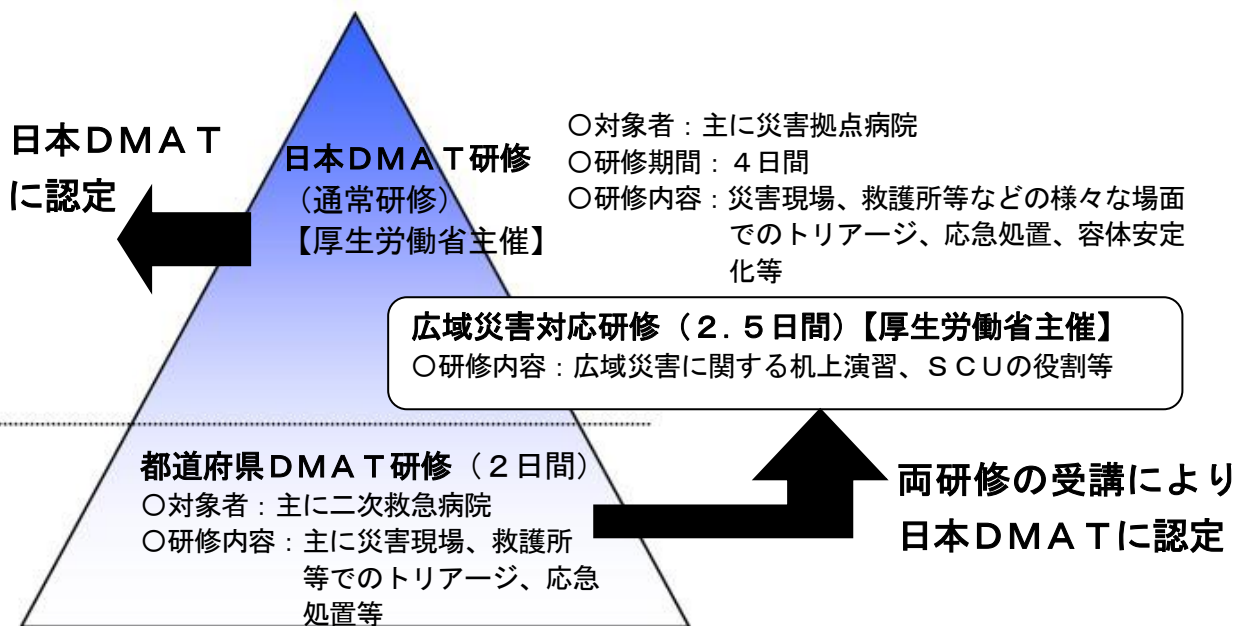 日本ＤＭＡＴ
に認定
日本ＤＭＡＴ研修
（通常研修）
【厚生労働省主催】
○対象者：主に災害拠点病院
○研修期間：４日間
○研修内容：災害現場、救護所等などの様々な場面
でのトリアージ、応急処置、容体安定
化等
広域災害対応研修（２.５日間）【厚生労働省主催】
○研修内容：広域災害に関する机上演習、ＳＣＵの役割等
都道府県ＤＭＡＴ研修（２日間）
○対象者：主に二次救急病院
○研修内容：主に災害現場、救護所
等でのトリアージ、応急
処置等
両研修の受講により
日本ＤＭＡＴに認定